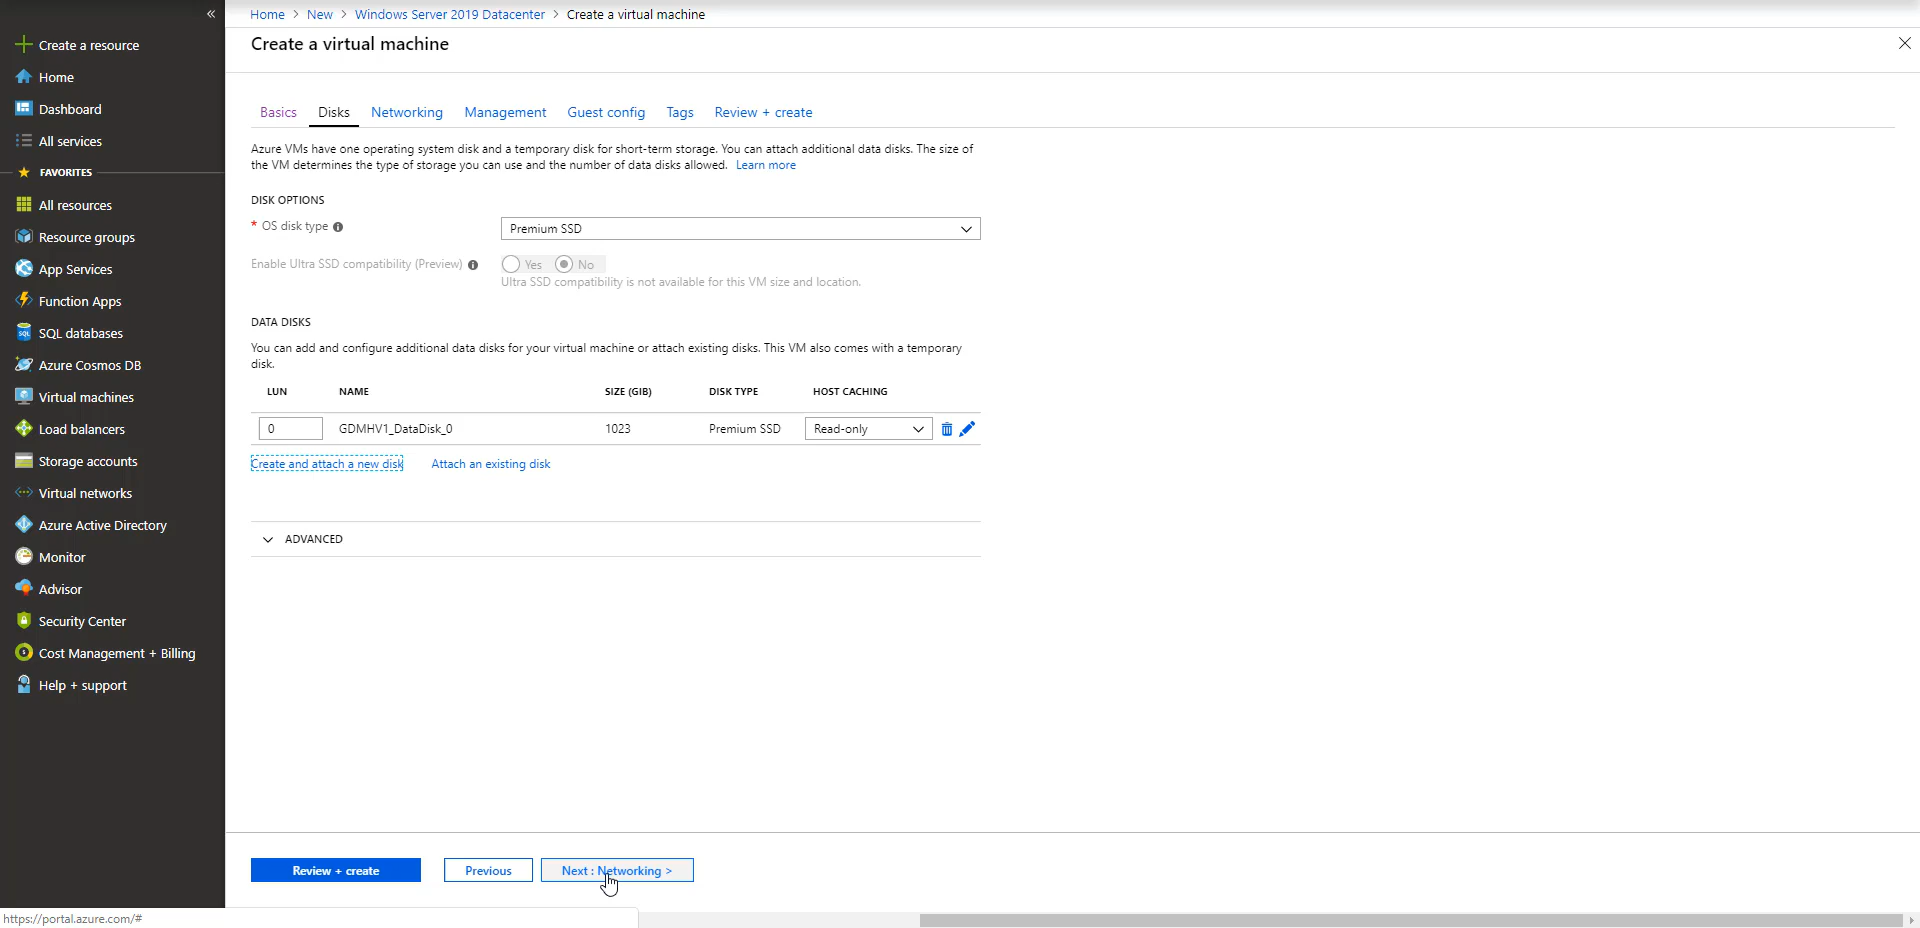 «
Home > New > Windows Server 2019 Datacenter > Create a virtual machine
Create a virtual machine
Create a resource
Home
Dashboard
All services
FAVORITES
All resources
Resource groups
App Services
Function Apps
SQL databases
Azure Cosmos DB
Virtual machines
Load balancers
Storage accounts
Virtual networks
Azure Active Directory
Monitor
Advisor
Security Center
Cost Management + Billing
Help + support
Basics Disks Networking Management Guest config Tags Review + create
Azure VMs have one operating system disk and a temporary disk for short-term storage. You can attach additional data disks. The size of
the VM determines the type of storage you can use and the number of data disks allowed. Learn more
DISK OPTIONS
* OS disk type Premium SSD
Enable Ultra SSD compatibility (Preview) Yes No
Ultra SSD compatibility is not available for this VM size and location.
DATA DISKS
You can add and configure additional data disks for your virtual machine or attach existing disks. This VM also comes with a temporary
disk.
LUN NAME SIZE (GIB) DISK TYPE HOST CACHING
0 GDMHV1_DataDisk_0 1023 Premium SSD Read-only
Create and attach a new disk Attach an existing disk
ADVANCED
Review + create Previous Next : Networking >
https://portal.azure.com/#